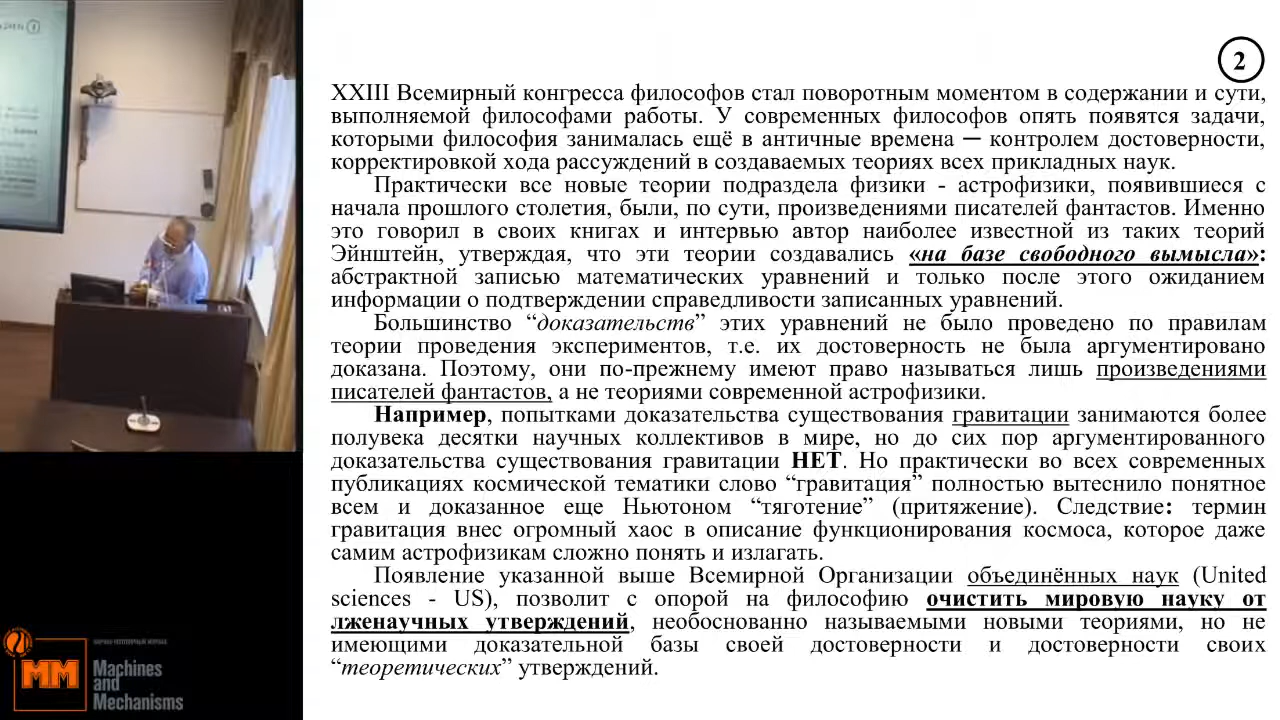 2
XXIII Всемирный конгресса философов стал поворотным моментом в содержании и сути,
выполняемой философами работы. У современных философов опять появятся задачи,
которыми философия занималась ещё в античные времена — контролем достоверности,
корректировкой хода рассуждений в создаваемых теориях всех прикладных наук.
Практически все новые теории подраздела физики - астрофизики, появившиеся с
начала прошлого столетия, были, по сути, произведениями писателей фантастов. Именно
это говорил в своих книгах и интервью автор наиболее известной из таких теорий
Эйнштейн, утверждая, что эти теории создавались «на базе свободного вымысла»:
абстрактной записью математических уравнений и только после этого ожиданием
информации о подтверждении справедливости записанных уравнений.
Большинство “доказательств” этих уравнений не было проведено по правилам
теории проведения экспериментов, т.е. их достоверность не была аргументировано
доказана. Поэтому, они по-прежнему имеют право называться лишь произведениями
писателей фантастов, а не теориями современной астрофизики.
Например, попытками доказательства существования гравитации занимаются более
полувека десятки научных коллективов в мире, но до сих пор аргументированного
доказательства существования гравитации НЕТ. Но практически во всех современных
публикациях космической тематики слово “гравитация” полностью вытеснило понятное
всем и доказанное еще Ньютоном “тяготение” (притяжение). Следствие: термин
гравитация внес огромный хаос в описание функционирования космоса, которое даже
самим астрофизикам сложно понять и излагать.
Появление указанной выше Всемирной Организации объединённых наук (United
sciences - US), позволит с опорой на философию очистить мировую науку от
лженаучных утверждений, необоснованно называемыми новыми теориями, но не
имеющими доказательной базы своей достоверности и достоверности своих
“теоретических” утверждений.
НАУЧНО-ПОПУЛЯРНЫЙ ЖУРНАЛ
MM
Machines
and
Mechanisms